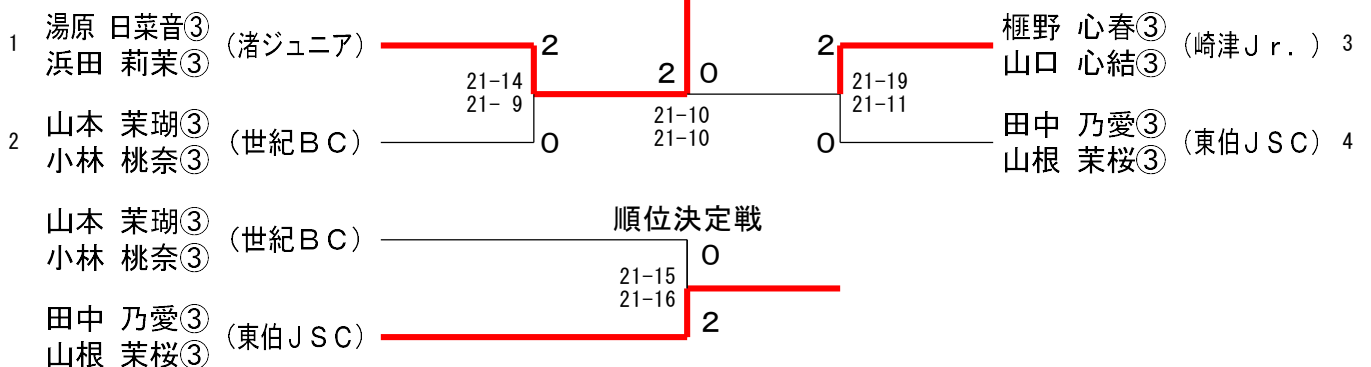 1 湯原 日菜音③ (渚ジュニア)
浜田 莉茉③
2
21-14
21- 9
2 山本 茉瑚③ (世紀BC)
小林 桃奈③
0
2 0
21-10
21-10
榧野 心春③ (崎津Jr.) 3
山口 心結③
2
21-19
21-11
田中 乃愛③ (東伯JSC) 4
山根 茉桜③
0
順位決定戦
山本 茉瑚③ (世紀BC)
小林 桃奈③
0
21-15
21-16
田中 乃愛③ (東伯JSC)
山根 茉桜③
2